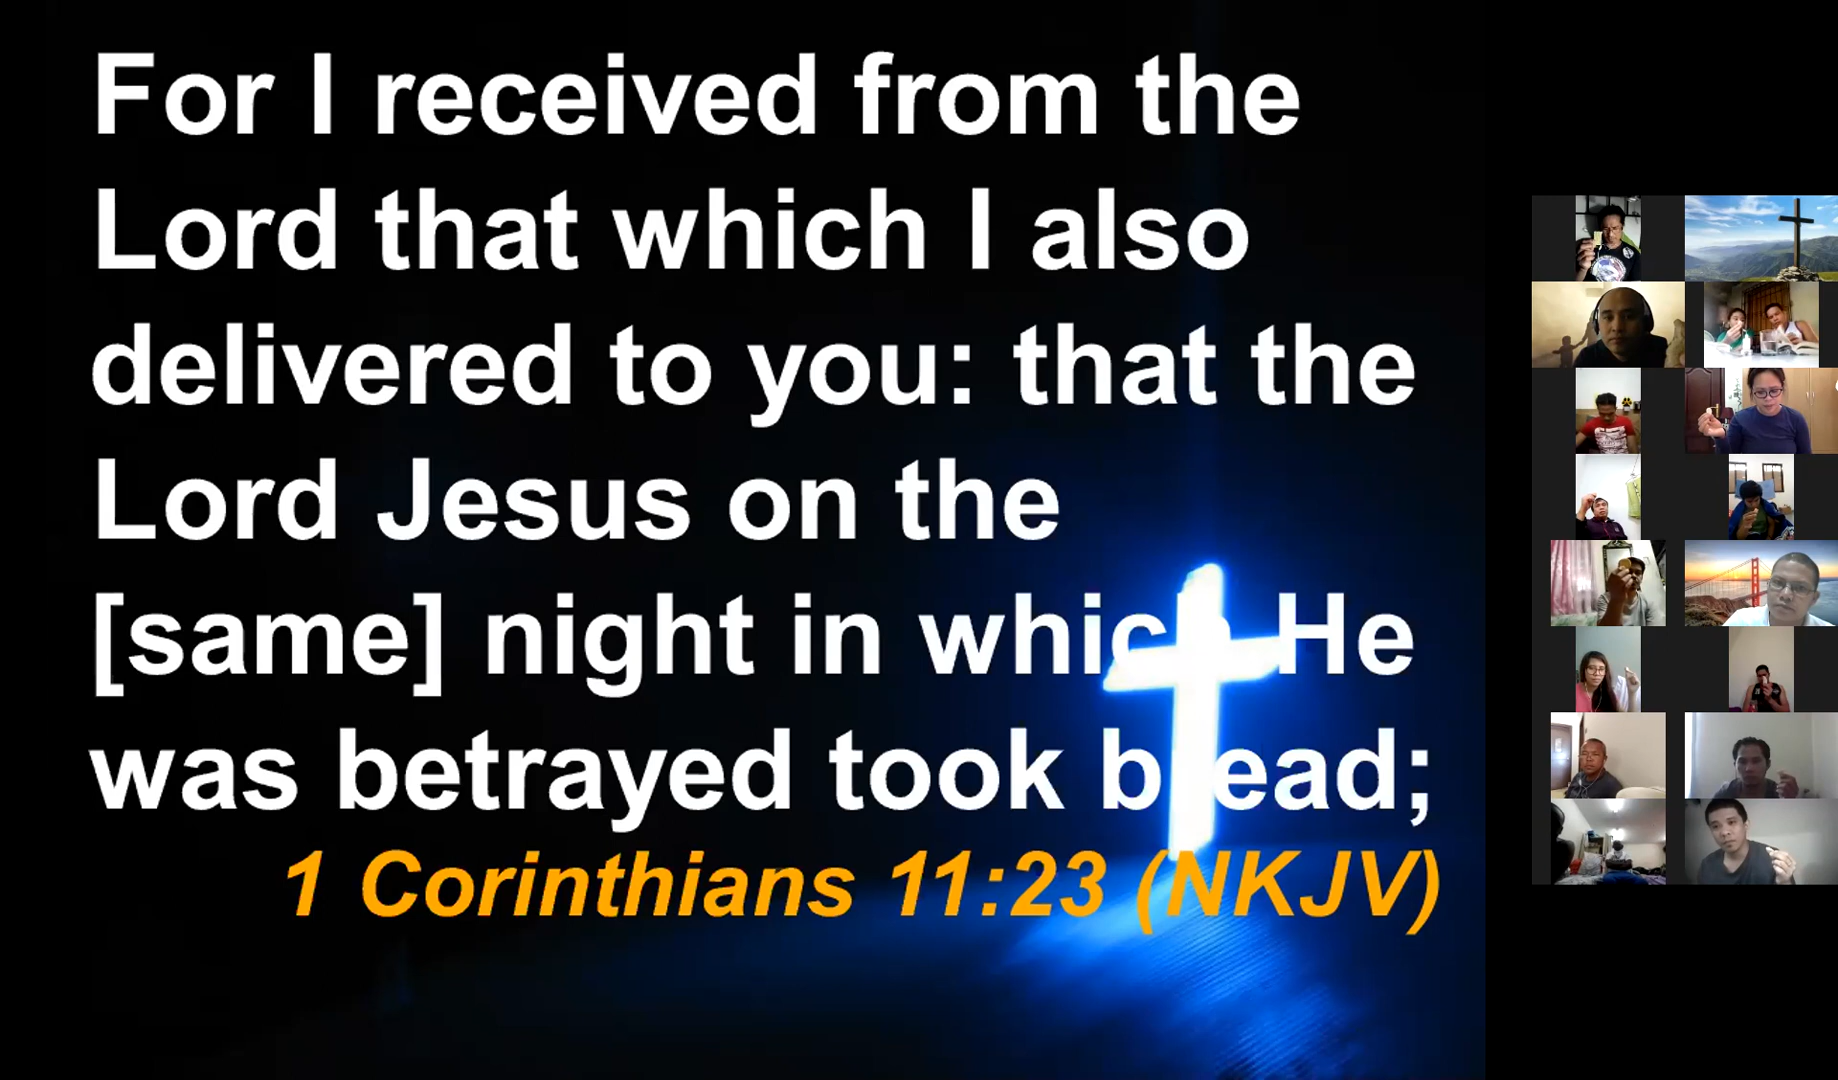 For I received from the
Lord that which I also
delivered to you: that the
Lord Jesus on the
[same] night in which He
was betrayed took bread;
1 Corinthians 11:23 (NKJV)